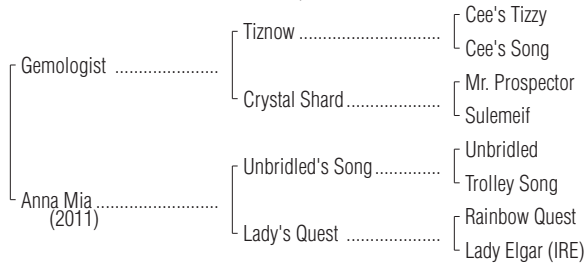 Cee's Tizzy
Tiznow ..............................
Cee's Song
Gemologist ......................
Mr. Prospector
Crystal Shard....................
Sulemeif
Unbridled
Unbridled's Song..............
Trolley Song
Anna Mia..........................
(2011)
Rainbow Quest
Lady's Quest ....................
Lady Elgar (IRE)